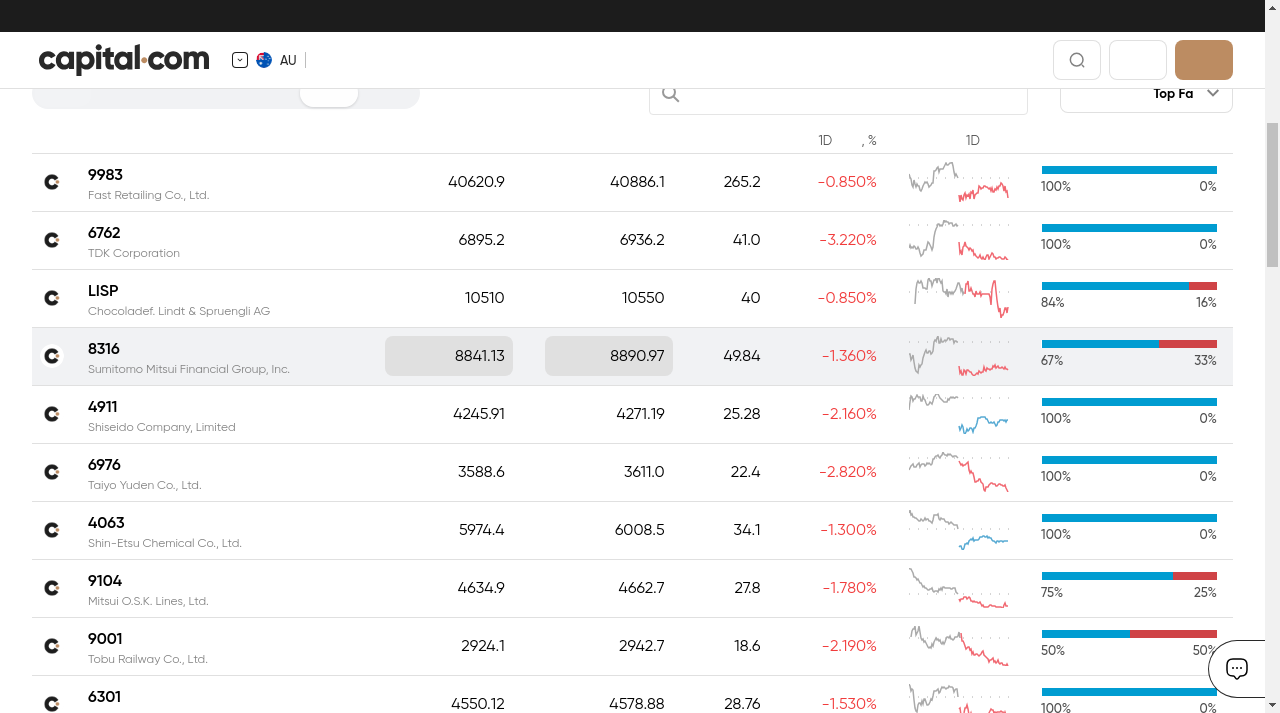 capital.com AU
Top Fa
1D , % 1D
9983 40620.9 40886.1 265.2 -0.850%
Fast Retailing Co., Ltd. 100% 0%
6762 6895.2 6936.2 41.0 -3.220%
TDK Corporation 100% 0%
LISP 10510 10550 40 -0.850%
Chocoladef. Lindt & Spruengli AG 84% 16%
8316 8841.13 8890.97 49.84 -1.360%
Sumitomo Mitsui Financial Group, Inc. 67% 33%
4911 4245.91 4271.19 25.28 -2.160%
Shiseido Company, Limited 100% 0%
6976 3588.6 3611.0 22.4 -2.820%
Taiyo Yuden Co., Ltd. 100% 0%
4063 5974.4 6008.5 34.1 -1.300%
Shin-Etsu Chemical Co., Ltd. 100% 0%
9104 4634.9 4662.7 27.8 -1.780%
Mitsui O.S.K. Lines, Ltd. 75% 25%
9001 2924.1 2942.7 18.6 -2.190%
Tobu Railway Co., Ltd. 50% 50%
6301 4550.12 4578.88 28.76 -1.530%
100% 0%